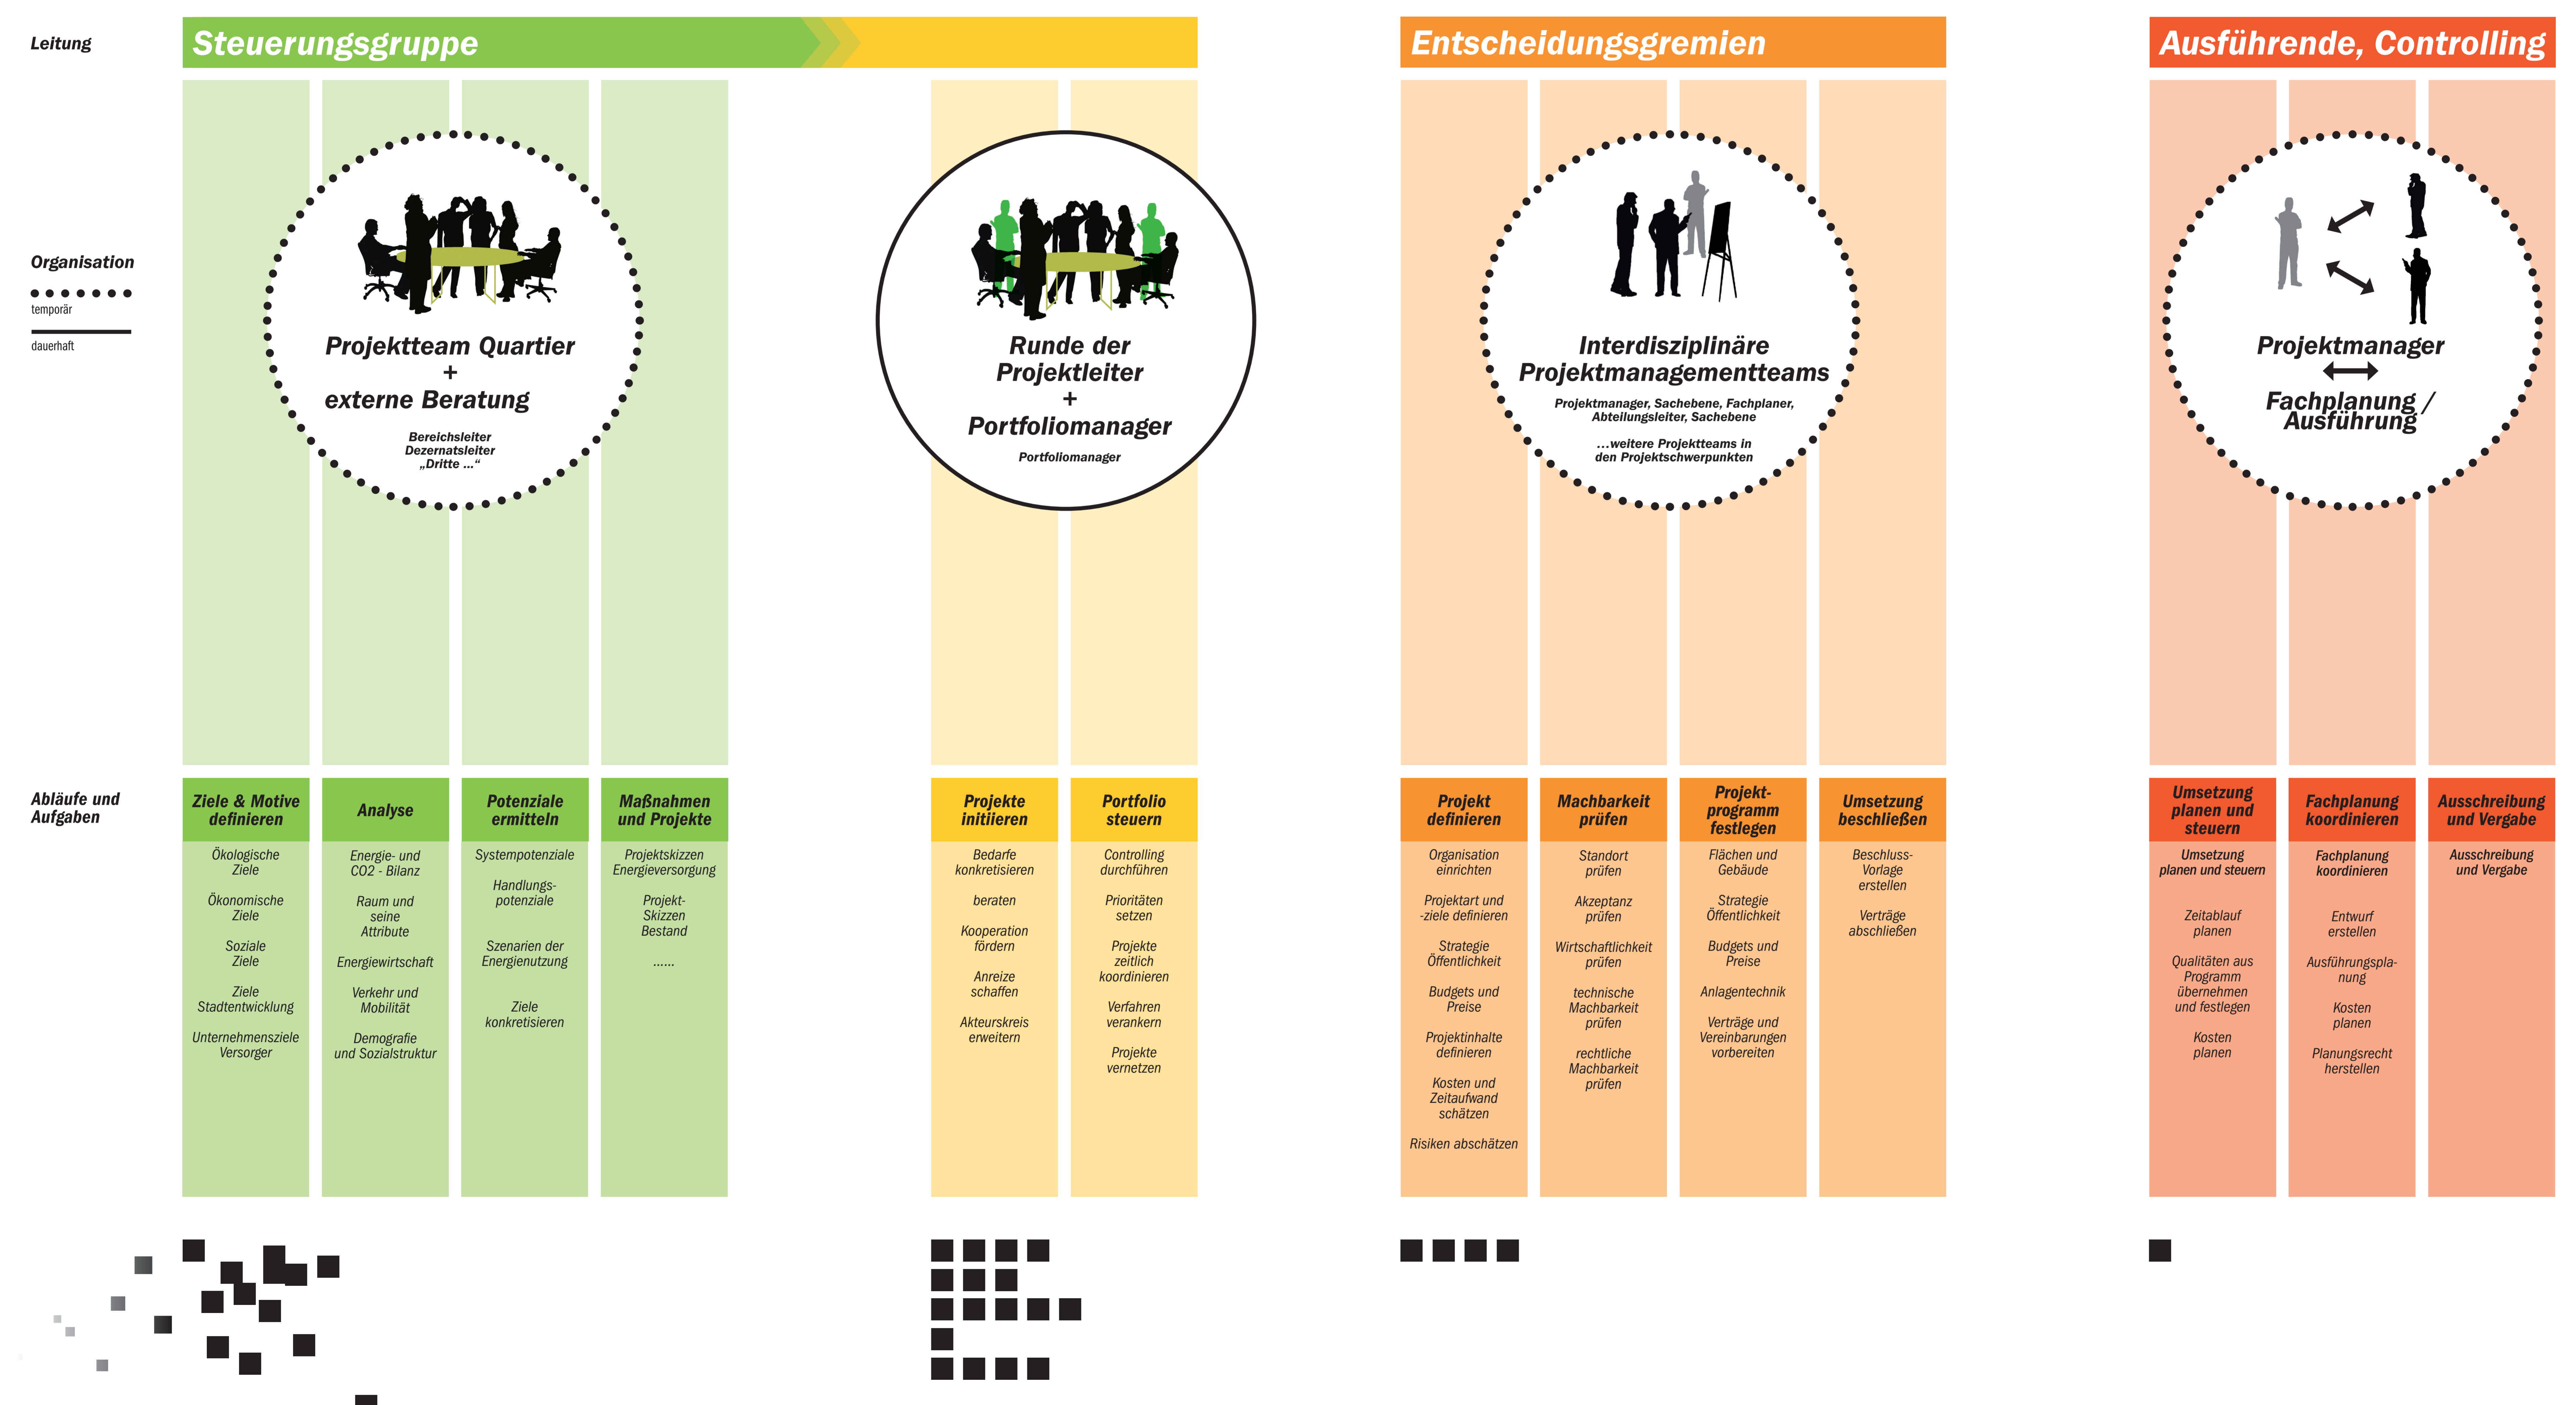 Leitung
Steuerungsgruppe
Entscheidungsgremien
Ausführende, Controlling
Organisation
temporär
dauerhaft
Projektteam Quartier
+
externe Beratung
Bereichsleiter
Dezernatsleiter
„Dritte ...“
Runde der
Projektleiter
+
Portfoliomanager
Portfoliomanager
Interdisziplinäre
Projektmanagementteams
Projektmanager, Sachebene, Fachplaner,
Abteilungsleiter, Sachebene
...weitere Projektteams in
den Projektschwerpunkten
Projektmanager
Fachplanung /
Ausführung
Abläufe und
Aufgaben
Ziele & Motive
definieren
Ökologische
Ziele
Ökonomische
Ziele
Soziale
Ziele
Ziele
Stadtentwicklung
Unternehmensziele
Versorger
Analyse
Energie- und
CO2 - Bilanz
Raum und
seine
Attribute
Energiewirtschaft
Verkehr und
Mobilität
Demografie
und Sozialstruktur
Potenziale
ermitteln
Systempotenziale
Handlungs-
potenziale
Szenarien der
Energienutzung
Ziele
konkretisieren
Maßnahmen
und Projekte
Projektskizzen
Energieversorgung
Projekt-
Skizzen
Bestand
......
Projekte
initiieren
Bedarfe
konkretisieren
beraten
Kooperation
fördern
Anreize
schaffen
Akteurskreis
erweitern
Portfolio
steuern
Controlling
durchführen
Prioritäten
setzen
Projekte
zeitlich
koordinieren
Verfahren
verankern
Projekte
vernetzen
Projekt
definieren
Organisation
einrichten
Projektart und
-ziele definieren
Strategie
Öffentlichkeit
Budgets und
Preise
Projektinhalte
definieren
Kosten und
Zeitaufwand
schätzen
Risiken abschätzen
Machbarkeit
prüfen
Standort
prüfen
Akzeptanz
prüfen
Wirtschaftlichkeit
prüfen
technische
Machbarkeit
prüfen
rechtliche
Machbarkeit
prüfen
Projekt-
programm
festlegen
Flächen und
Gebäude
Strategie
Öffentlichkeit
Budgets und
Preise
Anlagentechnik
Verträge und
Vereinbarungen
vorbereiten
Umsetzung
beschließen
Beschluss-
Vorlage
erstellen
Verträge
abschließen
Umsetzung
planen und
steuern
Umsetzung
planen und steuern
Zeitablauf
planen
Qualitäten aus
Programm
übernehmen
und festlegen
Kosten
planen
Fachplanung
koordinieren
Fachplanung
koordinieren
Entwurf
erstellen
Ausführungspla-
nung
Kosten
planen
Planungsrecht
herstellen
Ausschreibung
und Vergabe
Ausschreibung
und Vergabe